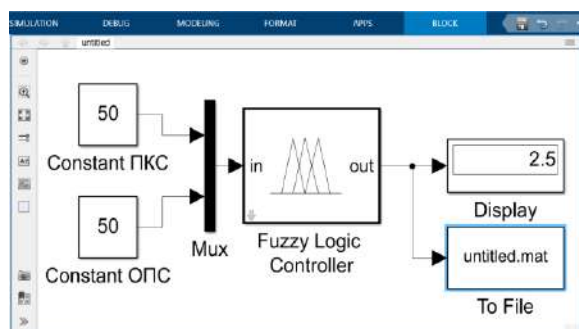 SIMULATION DEBUG MODELING FORMAT APPS BLOCK
untitled
50
Constant ПКС
50
Constant ОПС
Mux
in out
Fuzzy Logic
Controller
2.5
Display
untitled.mat
To File